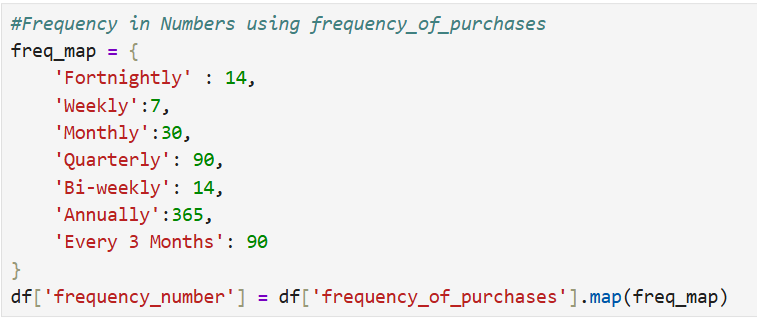 #Frequency in Numbers using frequency_of_purchases
freq_map = {
    'Fortnightly' : 14,
    'Weekly':7,
    'Monthly':30,
    'Quarterly': 90,
    'Bi-weekly': 14,
    'Annually':365,
    'Every 3 Months': 90
}
df['frequency_number'] = df['frequency_of_purchases'].map(freq_map)